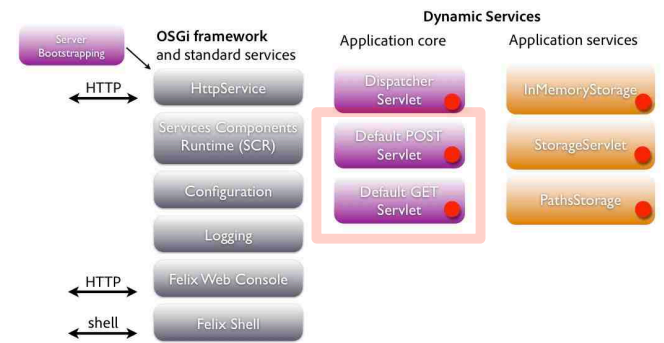 Dynamic Services
Server
Bootstrapping
OSGi framework
and standard services
Application core
Application services
HTTP
HttpService
Dispatcher
Servlet
InMemoryStorage
Services Components
Runtime (SCR)
Default POST
Servlet
StorageServlet
Configuration
Default GET
Servlet
PathsStorage
Logging
HTTP
Felix Web Console
shell
Felix Shell